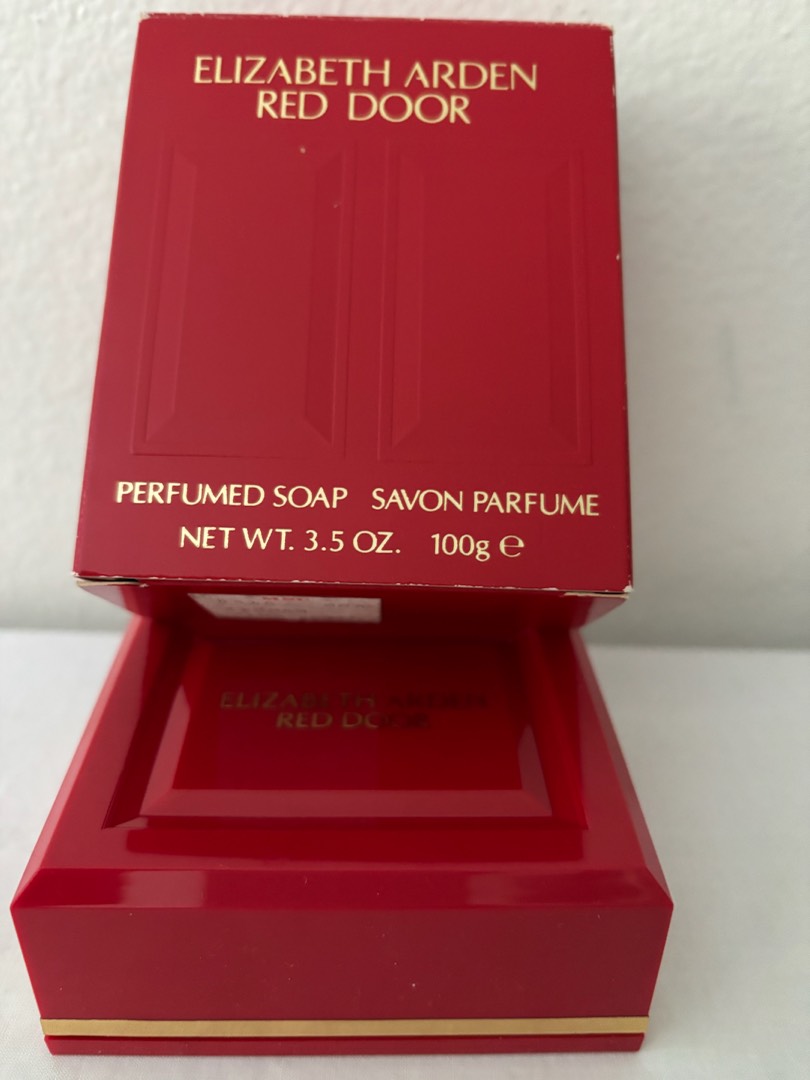 ELIZABETH ARDEN
RED DOOR
PERFUMED SOAP SAVON PARFUME
NET WT. 3.5 OZ. 100g ℮
ELIZABETH ARDEN
RED DOOR